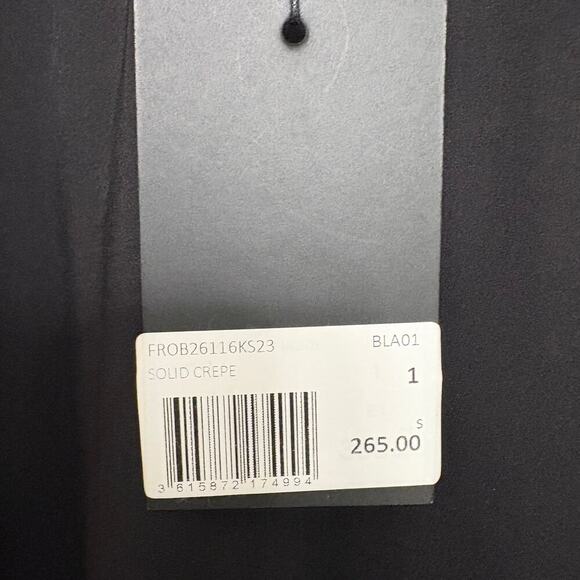 FROB26116KS23
BLA01
SOLID CREPE
1
S
265.00
3 615872 174994